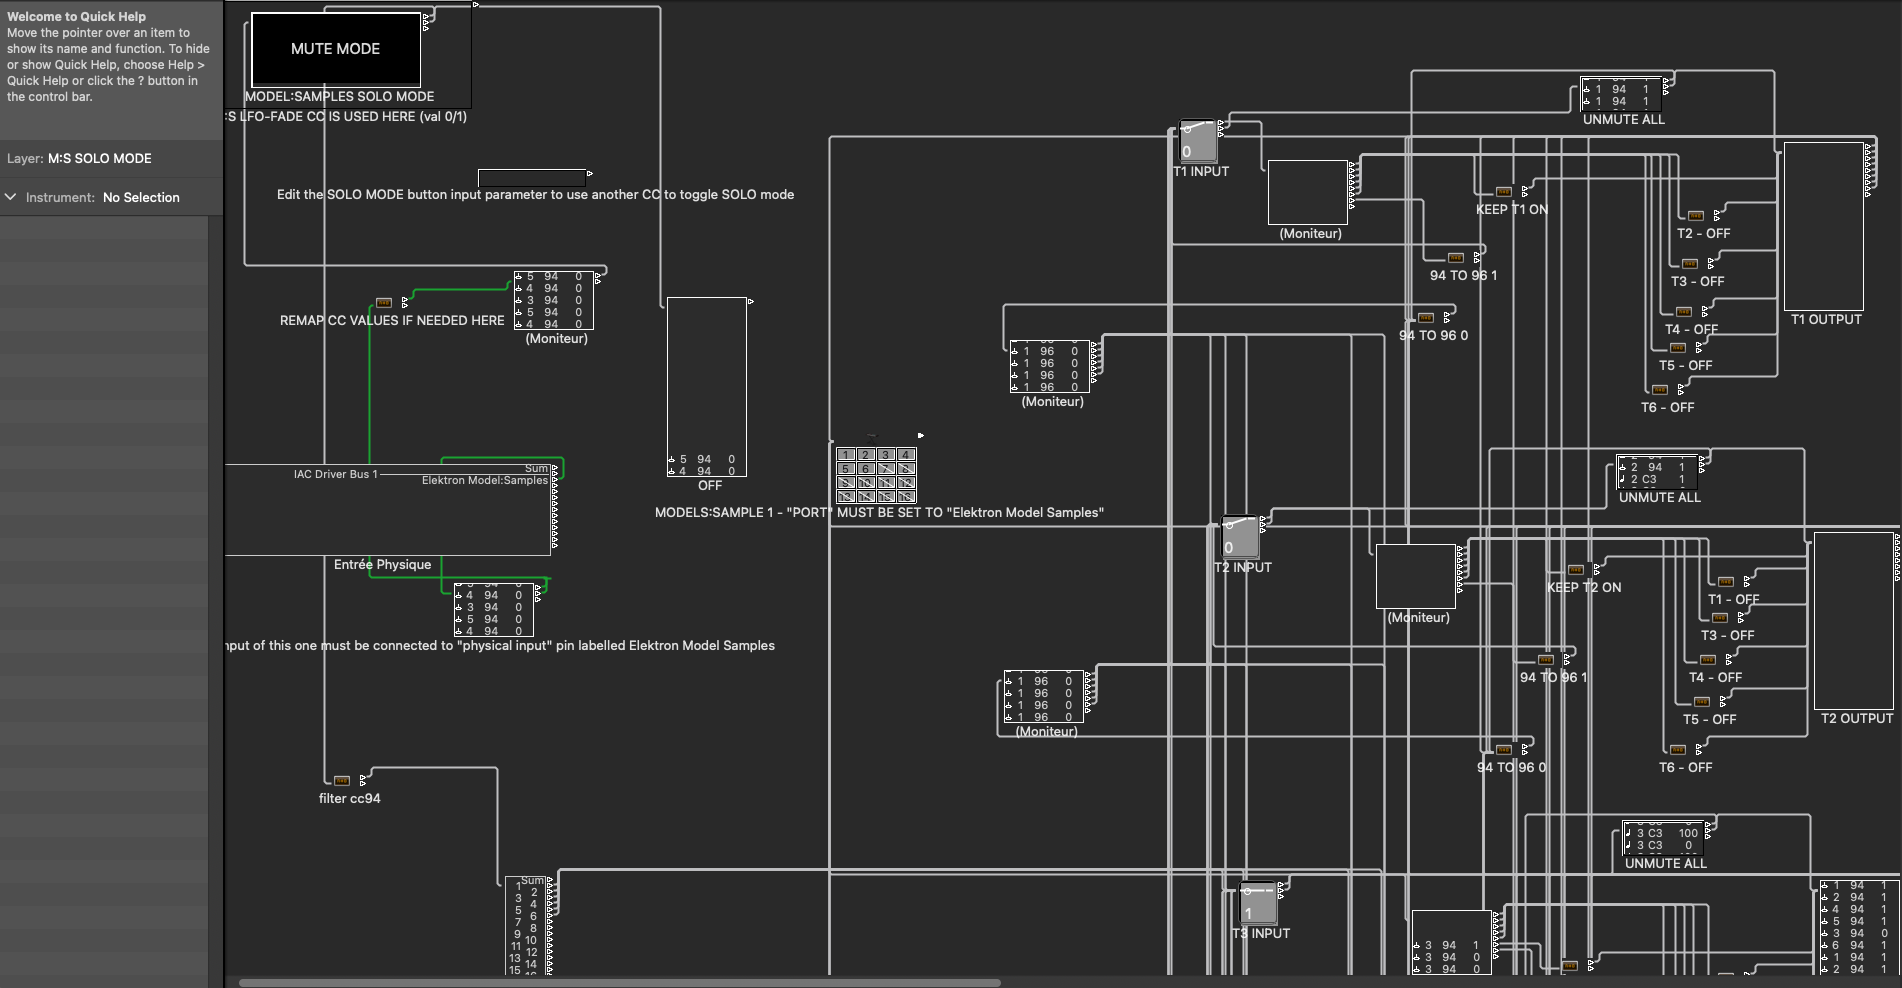 Welcome to Quick Help
Move the pointer over an item to
show its name and function. To hide
or show Quick Help, choose Help >
Quick Help or click the ? button in
the control bar.
Layer: M:S SOLO MODE
Instrument: No Selection
MUTE MODE
MODEL:SAMPLES SOLO MODE
:S LFO-FADE CC IS USED HERE (val 0/1)
Edit the SOLO MODE button input parameter to use another CC to toggle SOLO mode
5 94 0
4 94 0
3 94 0
5 94 0
4 94 0
(Moniteur)
REMAP CC VALUES IF NEEDED HERE
5 94 0
4 94 0
OFF
IAC Driver Bus 1
Sum
Elektron Model:Samples
Entrée Physique
4 94 0
3 94 0
5 94 0
4 94 0
nput of this one must be connected to "physical input" pin labelled Elektron Model Samples
filter cc94
Sum
1 2
3 4
5 6
7 8
9 10
11 12
13 14
15
1 2 3 4
5 6 7 8
9 10 11 12
13 14 15 16
MODELS:SAMPLE 1 - "PORT" MUST BE SET TO "Elektron Model Samples"
1 96 0
1 96 0
1 96 0
1 96 0
(Moniteur)
1 96 0
1 96 0
1 96 0
1 96 0
(Moniteur)
0
T1 INPUT
(Moniteur)
1 94 1
1 94 1
UNMUTE ALL
KEEP T1 ON
94 TO 96 1
94 TO 96 0
T2 - OFF
T3 - OFF
T4 - OFF
T5 - OFF
T6 - OFF
T1 OUTPUT
0
T2 INPUT
(Moniteur)
2 94 1
2 C3 1
UNMUTE ALL
KEEP T2 ON
94 TO 96 1
94 TO 96 0
T1 - OFF
T3 - OFF
T4 - OFF
T5 - OFF
T6 - OFF
T2 OUTPUT
1
T3 INPUT
3 C3 100
3 C3 0
UNMUTE ALL
3 94 1
3 94 0
3 94 0
1 94 1
2 94 1
4 94 1
5 94 1
3 94 0
6 94 1
1 94 1
2 94 1